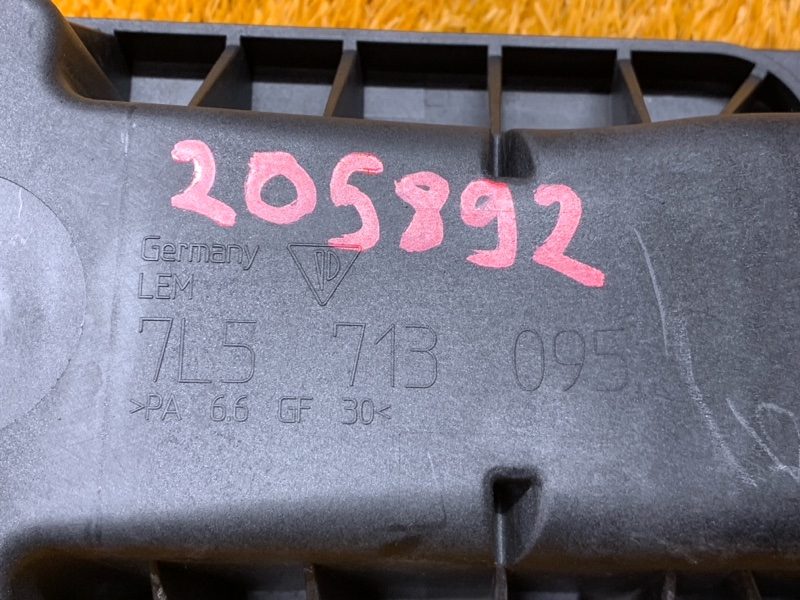 205892
Germany
LEM
7L5 713 095
>PA 6.6 GF 30<